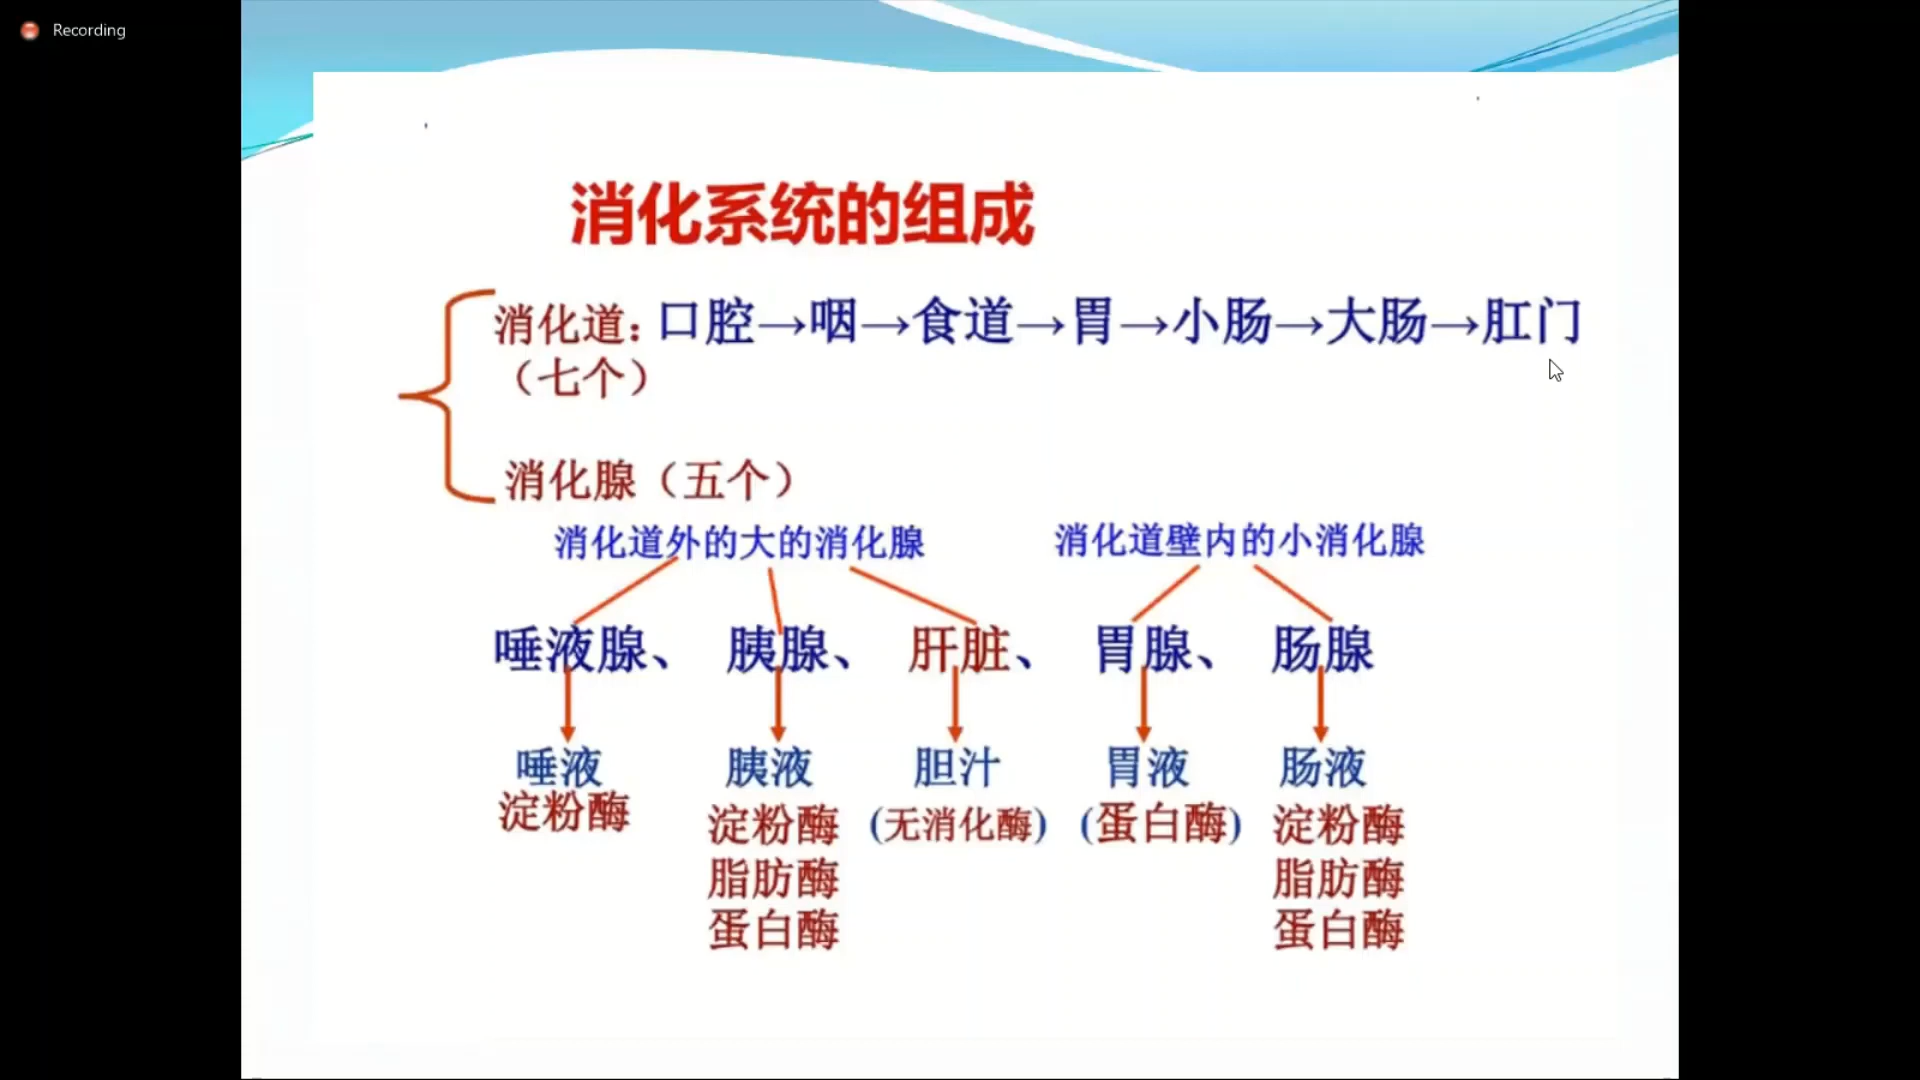 Recording
消化系统的组成
消化道：口腔→咽→食道→胃→小肠→大肠→肛门
（七个）
消化腺（五个）
消化道外的大的消化腺 消化道壁内的小消化腺
唾液腺、 胰腺、 肝脏、 胃腺、 肠腺
唾液 胰液 胆汁 胃液 肠液
淀粉酶 淀粉酶 (无消化酶) (蛋白酶) 淀粉酶
脂肪酶 脂肪酶
蛋白酶 蛋白酶